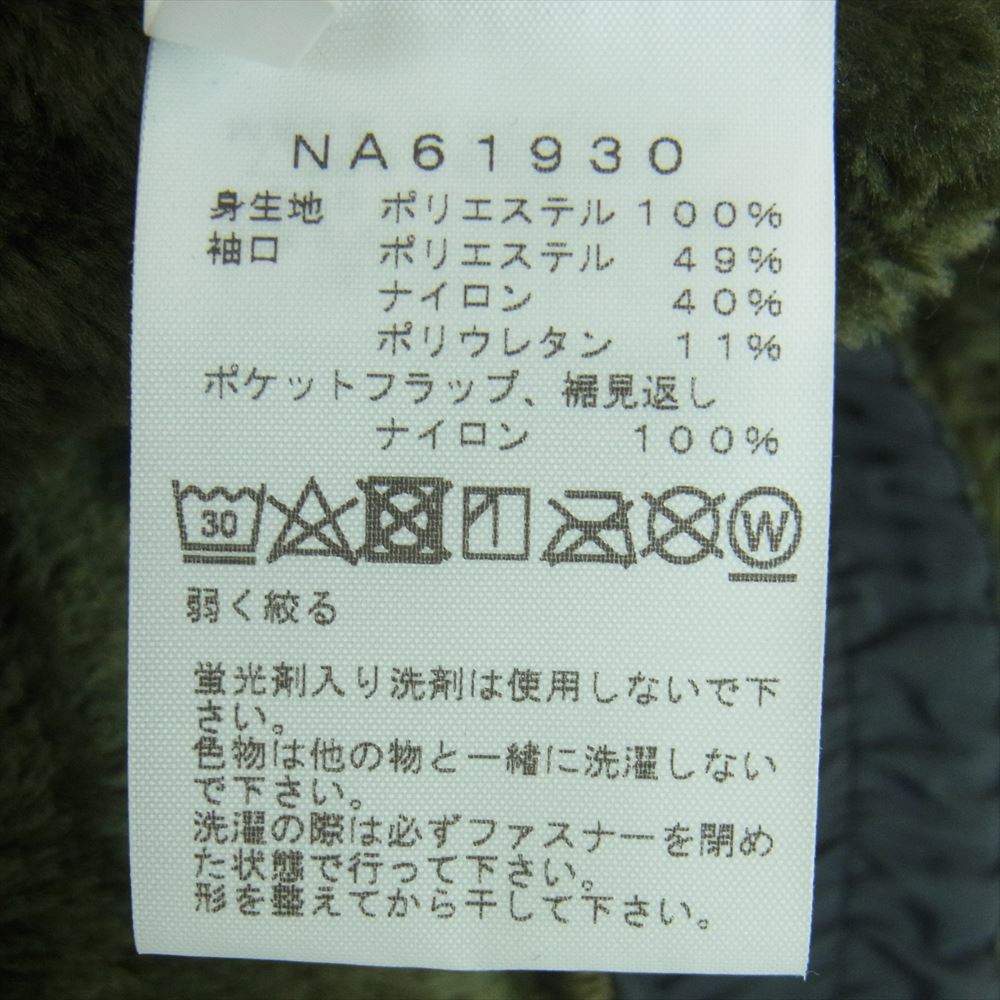 NA61930
身生地 ポリエステル 100%
袖口 ポリエステル 49%
ナイロン 40%
ポリウレタン 11%
ポケットフラップ、裾見返し
ナイロン 100%
30
W
弱く絞る
蛍光剤入り洗剤は使用しないで下
さい。
色物は他の物と一緒に洗濯しない
で下さい。
洗濯の際は必ずファスナーを閉め
た状態で行って下さい。
形を整えてから干して下さい。